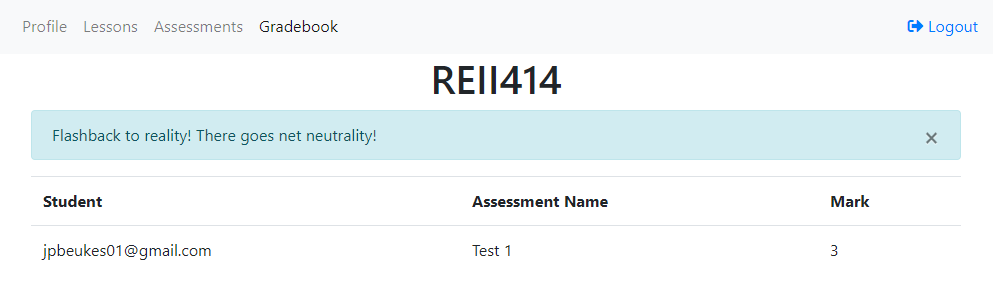 Profile Lessons Assessments Gradebook Logout
REII414
Flashback to reality! There goes net neutrality! ×
Student Assessment Name Mark
jpbeukes01@gmail.com Test 1 3